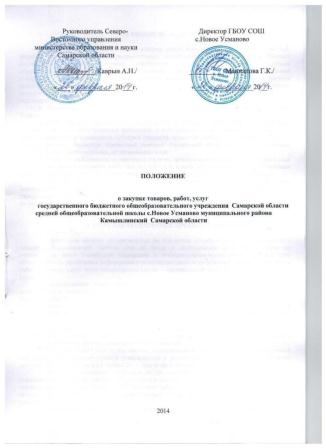 Руководитель Северо-
Восточного управления
министерства образования и науки
Самарской области
Каврын А.Н./
20 г.
Директор ГБОУ СОШ
с.Новое Усманово
Г.К./
20 г.
ПОЛОЖЕНИЕ
о закупке товаров, работ, услуг
государственного бюджетного общеобразовательного учреждения Самарской области
средней общеобразовательной школы с.Новое Усманово муниципального района
Камышлинский Самарской области
2014